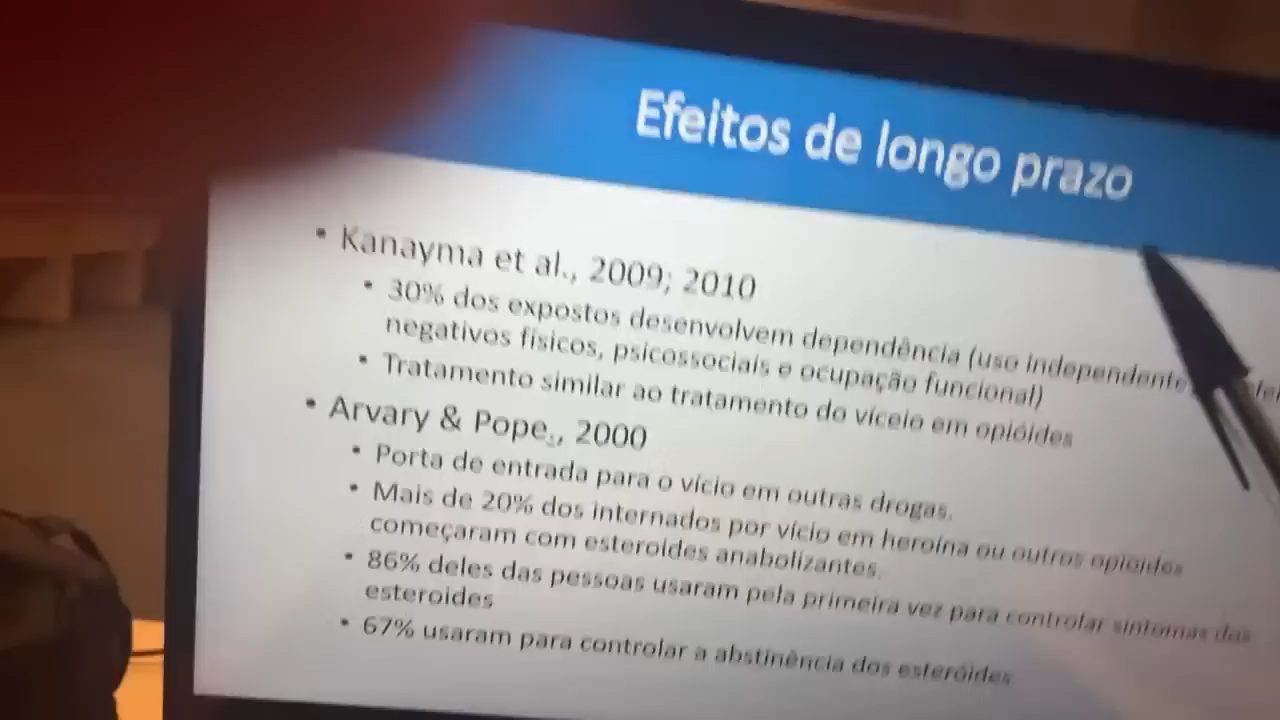 Efeitos de longo prazo
• Kanayma et al., 2009; 2010
• 30% dos expostos desenvolvem dependência (uso independente
negativos físicos, psicossociais e ocupação funcional)
• Tratamento similar ao tratamento do víceio em opióides
• Arvary & Pope., 2000
• Porta de entrada para o vício em outras drogas.
• Mais de 20% dos internados por vício em heroína ou outros opioides
começaram com esteroides anabolizantes.
• 86% deles das pessoas usaram pela primeira vez para controlar sintomas dos
esteroides
• 67% usaram para controlar a abstinência dos esteróides